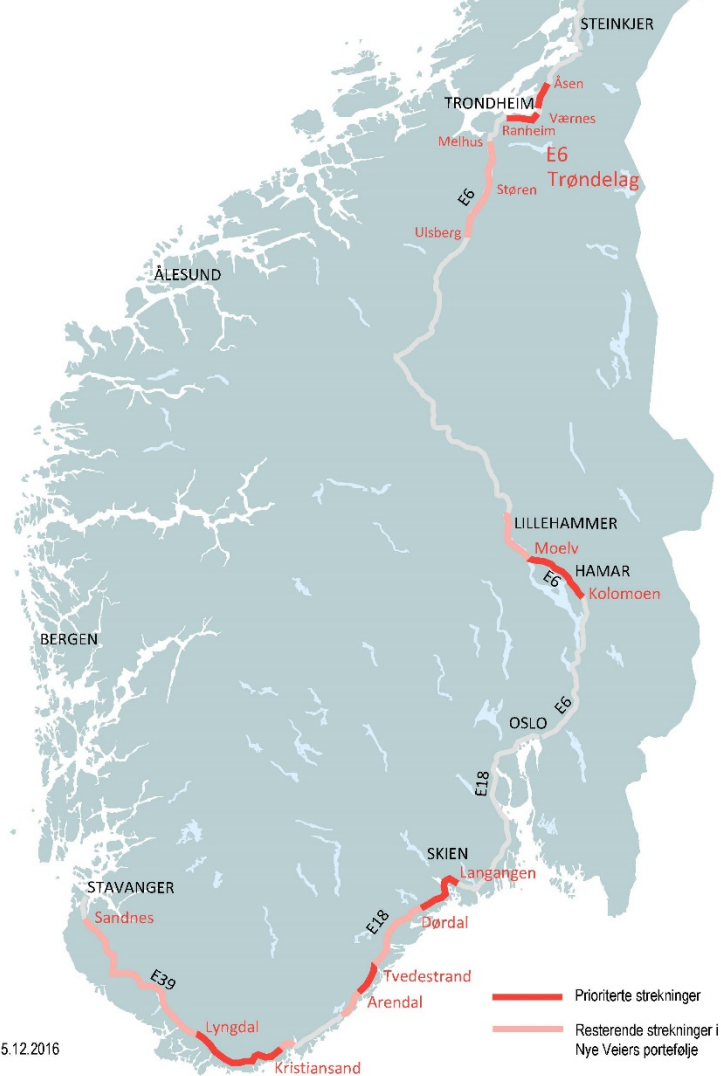 STEINKJER
Åsen
TRONDHEIM
Værnes
Ranheim
Melhus
E6
Trøndelag
Støren
E6
Ulsberg
ÅLESUND
LILLEHAMMER
Moelv
HAMAR
E6
Kolomoen
BERGEN
E6
OSLO
E18
SKIEN
Langangen
STAVANGER
Sandnes
E18
Dørdal
E39
Tvedestrand
Arendal
Prioriterte strekninger
Lyngdal
Resterende strekninger i
Nye Veiers portefølje
5.12.2016
Kristiansand